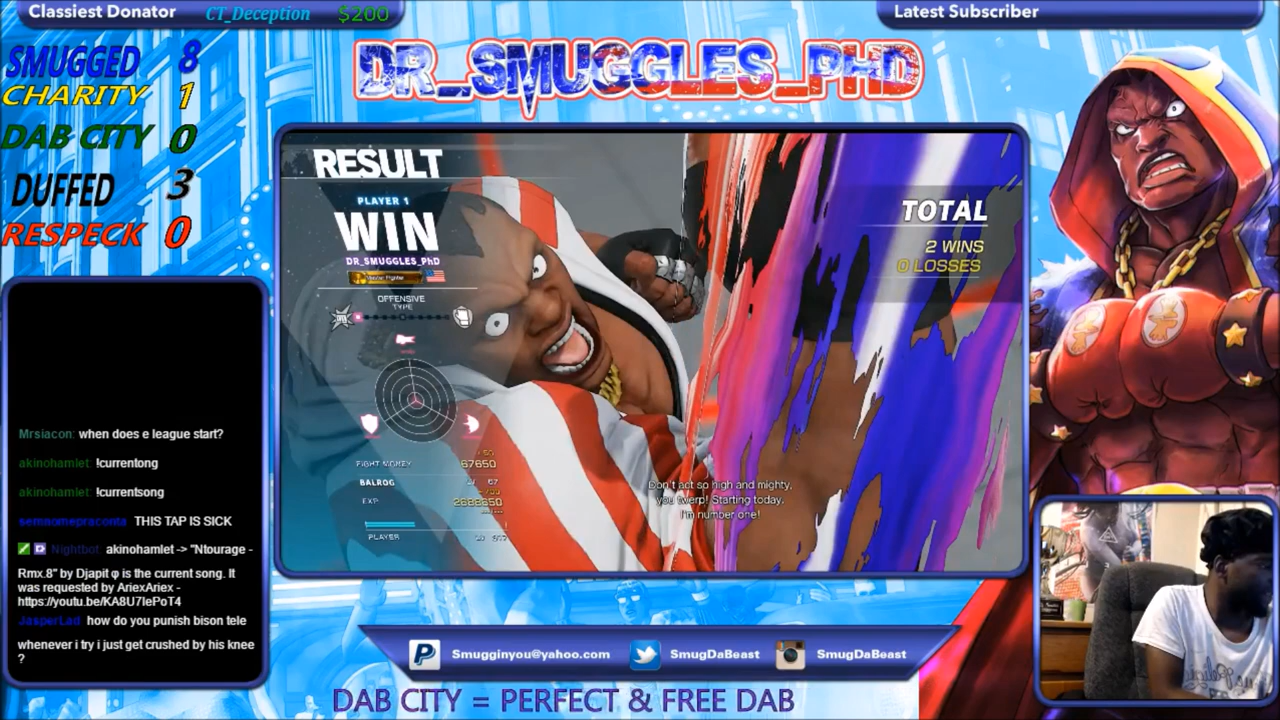 Classiest Donator CT_Deception $200
Latest Subscriber
DR_SMUGGLES_PHD
SMUGGED 8
CHARITY 1
DAB CITY 0
DUFFED 3
RESPECK 0
RESULT
PLAYER 1
WIN
DR_SMUGGLES_PhD
OFFENSIVE
TYPE
FIGHT MONEY 67650
BALROG
EXP 2688650
PLAYER
TOTAL
2 WINS
0 LOSSES
Don't act so high and mighty,
you twerp! Starting today.
I'm number one!
Mrsiacon: when does e league start?
akinohamlet: !currentong
akinohamlet: !currentsong
semnomepraconta THIS TAP IS SICK
Nightbot akinohamlet -> "Ntourage -
Rmx.8" by Djapit φ is the current song. It
was requested by AriexAriex -
https://youtu.be/KA8U7IePoT4
JasperLad how do you punish bison tele
whenever i try i just get crushed by his knee
?
Smugginyou@yahoo.com SmugDaBeast SmugDaBeast
DAB CITY = PERFECT & FREE DAB